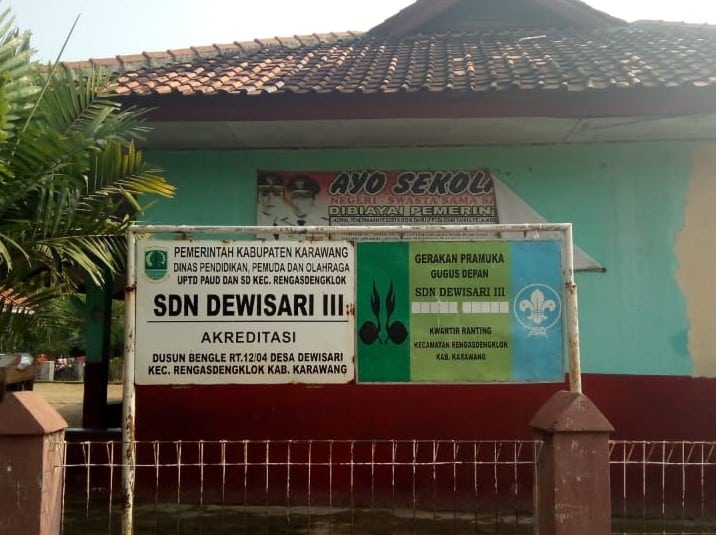 AYO SEKOL
NEGERI - SWASTA SAMA SA
DIBIAYAI PEMERIN
PEMERINTAH KABUPATEN KARAWANG
DINAS PENDIDIKAN, PEMUDA DAN OLAHRAGA
UPTD PAUD DAN SD KEC. RENGASDENGKLOK
SDN DEWISARI III
AKREDITASI
DUSUN BENGLE RT.12/04 DESA DEWISARI
KEC. RENGASDENGKLOK KAB. KARAWANG
GERAKAN PRAMUKA
GUGUS DEPAN
SDN DEWISARI III
KWARTIR RANTING
KECAMATAN RENGASDENGKLOK
KAB. KARAWANG